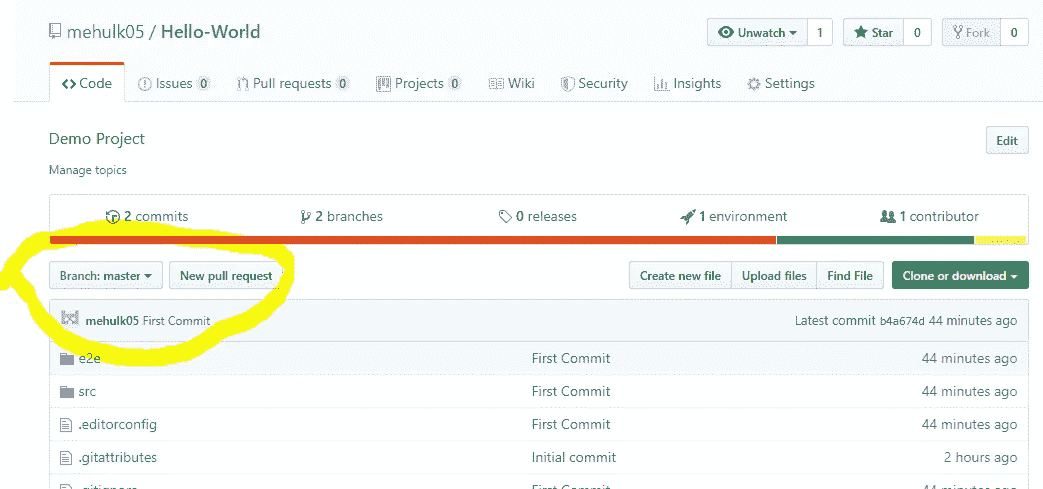 mehulk05 / Hello-World
Unwatch 1 Star 0 Fork 0
Code Issues 0 Pull requests 0 Projects 0 Wiki Security Insights Settings
Demo Project Edit
Manage topics
2 commits 2 branches 0 releases 1 environment 1 contributor
Branch: master New pull request Create new file Upload files Find File Clone or download
mehulk05 First Commit Latest commit b4a674d 44 minutes ago
e2e First Commit 44 minutes ago
src First Commit 44 minutes ago
.editorconfig First Commit 44 minutes ago
.gitattributes Initial commit 2 hours ago
.gitignore First Commit 44 minutes ago